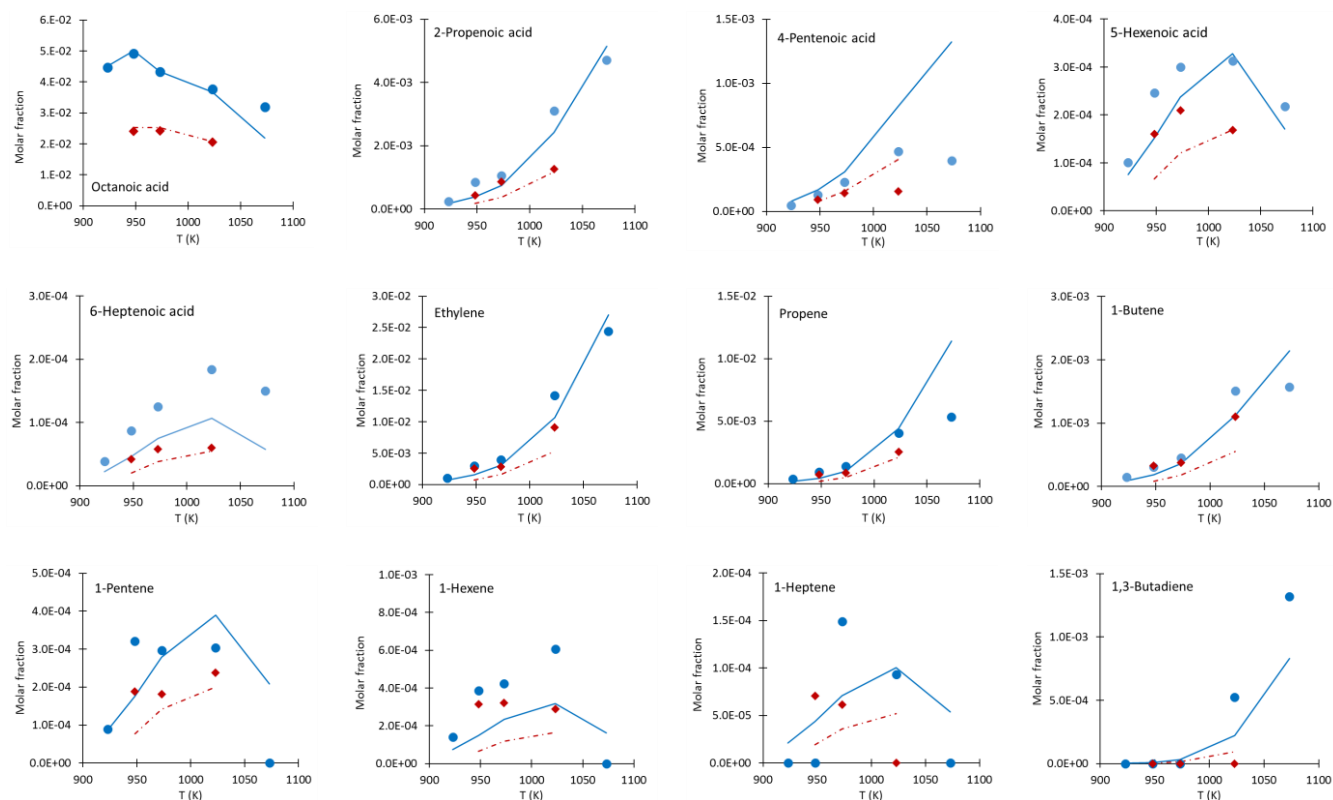 Octanoic acid
Molar fraction
6.E-02
5.E-02
4.E-02
3.E-02
2.E-02
1.E-02
0.E+00
900 950 1000 1050 1100
T (K)
2-Propenoic acid
Molar fraction
6.0E-03
4.0E-03
2.0E-03
0.0E+00
900 950 1000 1050 1100
T (K)
4-Pentenoic acid
Molar fraction
1.5E-03
1.0E-03
5.0E-04
0.0E+00
900 950 1000 1050 1100
T (K)
5-Hexenoic acid
Molar fraction
4.0E-04
3.0E-04
2.0E-04
1.0E-04
0.0E+00
900 950 1000 1050 1100
T (K)
6-Heptenoic acid
Molar fraction
3.0E-04
2.0E-04
1.0E-04
0.0E+00
900 950 1000 1050 1100
T (K)
Ethylene
Molar fraction
3.0E-02
2.5E-02
2.0E-02
1.5E-02
1.0E-02
5.0E-03
0.0E+00
900 950 1000 1050 1100
T (K)
Propene
Molar fraction
1.5E-02
1.0E-02
5.0E-03
0.0E+00
900 950 1000 1050 1100
T (K)
1-Butene
Molar fraction
3.0E-03
2.0E-03
1.0E-03
0.0E+00
900 950 1000 1050 1100
T (K)
1-Pentene
Molar fraction
5.0E-04
4.0E-04
3.0E-04
2.0E-04
1.0E-04
0.0E+00
900 950 1000 1050 1100
T (K)
1-Hexene
Molar fraction
1.0E-03
8.0E-04
6.0E-04
4.0E-04
2.0E-04
0.0E+00
900 950 1000 1050 1100
T (K)
1-Heptene
Molar fraction
2.0E-04
1.5E-04
1.0E-04
5.0E-05
0.0E+00
900 950 1000 1050 1100
T (K)
1,3-Butadiene
Molar fraction
1.5E-03
1.0E-03
5.0E-04
0.0E+00
900 950 1000 1050 1100
T (K)